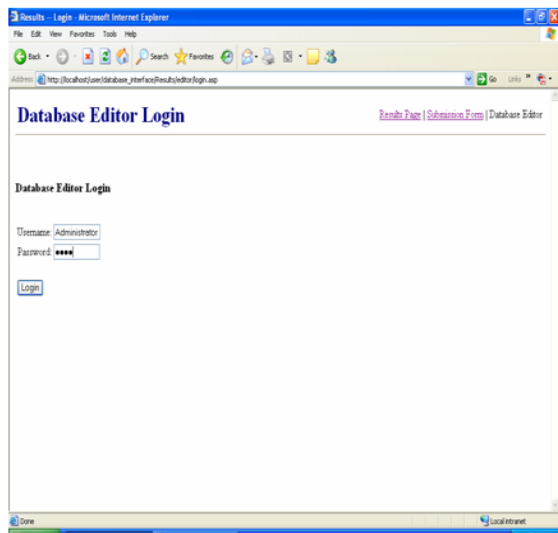 Results -- Login - Microsoft Internet Explorer
File Edit View Favorites Tools Help
Back Search Favorites
Address http://localhost/user/database_interface/Results/editor/login.asp Go Links
Database Editor Login
Results Page | Submission Form | Database Editor
Database Editor Login
Username: Administrator
Password: ••••
Login
Done Local intranet